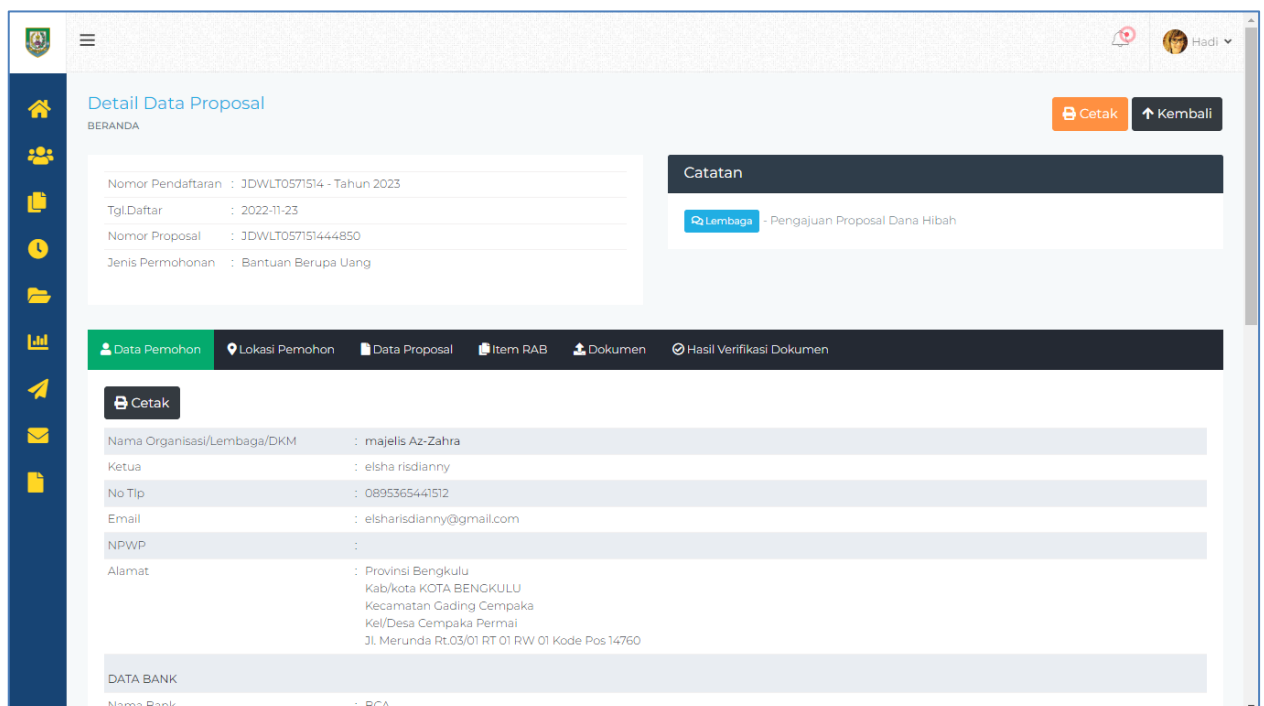 Hadi
Detail Data Proposal
BERANDA
Cetak
Kembali
Nomor Pendaftaran : JDWLT0571514 - Tahun 2023
Tgl.Daftar : 2022-11-23
Nomor Proposal : JDWLT057151444850
Jenis Permohonan : Bantuan Berupa Uang
Catatan
Lembaga - Pengajuan Proposal Dana Hibah
Data Pemohon Lokasi Pemohon Data Proposal Item RAB Dokumen Hasil Verifikasi Dokumen
Cetak
Nama Organisasi/Lembaga/DKM : majelis Az-Zahra
Ketua : elsha risdianny
No Tlp : 0895365441512
Email : elsharisdianny@gmail.com
NPWP :
Alamat : Provinsi Bengkulu
Kab/kota KOTA BENGKULU
Kecamatan Gading Cempaka
Kel/Desa Cempaka Permai
Jl. Merunda Rt.03/01 RT 01 RW 01 Kode Pos 14760
DATA BANK
Nama Bank : BCA